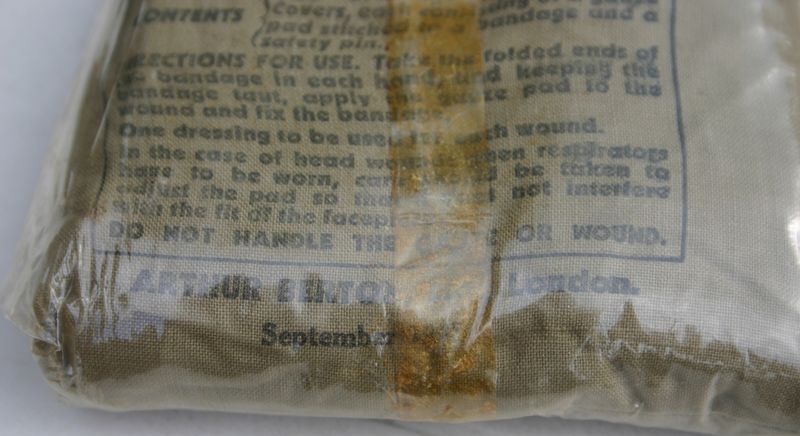 CONTENTS { Covers, each containing of a gauze
pad stitched to a bandage and a
safety pin.
DIRECTIONS FOR USE. Take the folded ends of
bandage in each hand, and keeping the
bandage taut, apply the gauze pad to the
wound and fix the bandage.
One dressing to be used for each wound.
In the case of head wounds when respirators
have to be worn, care should be taken to
adjust the pad so that it does not interfere
with the fit of the facepiece.
DO NOT HANDLE THE GAUZE OR WOUND.
ARTHUR BERTON, London.
September